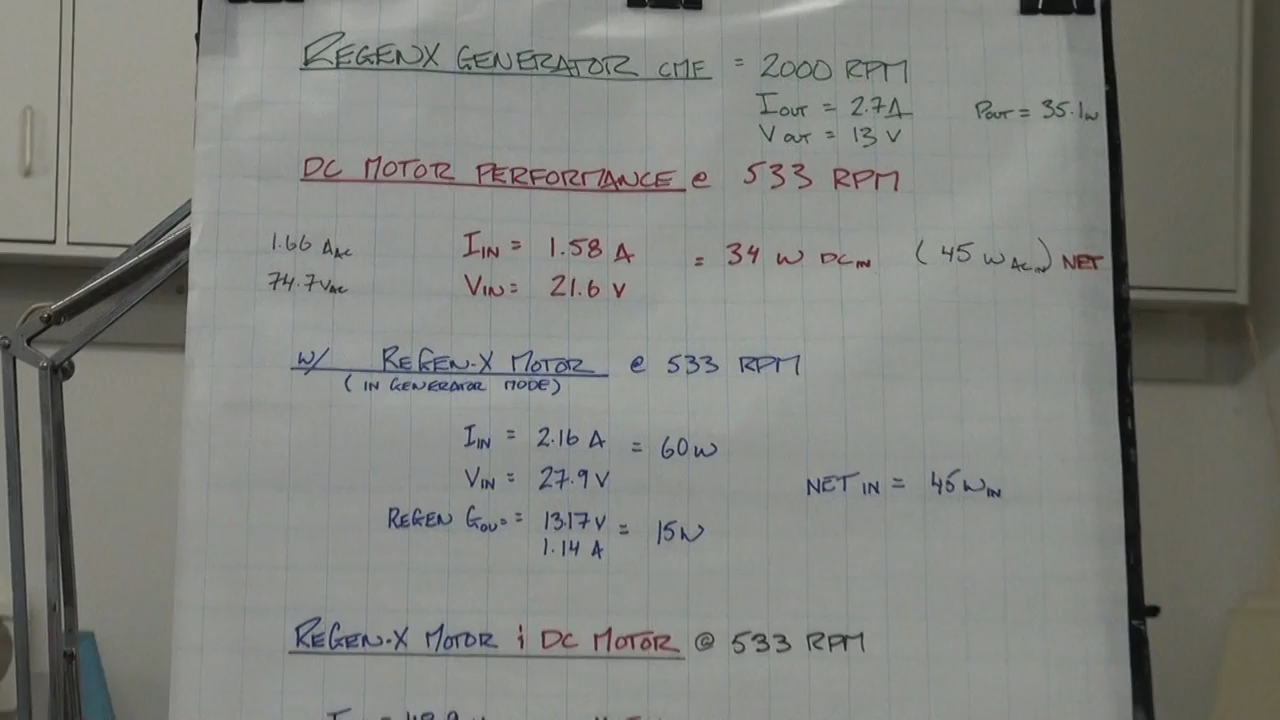 REGENX GENERATOR CMF = 2000 RPM
IOUT = 2.7A POUT = 35.1W
VOUT = 13 V
DC MOTOR PERFORMANCE @ 533 RPM
1.66 AAC IIN = 1.58 A = 34 W DCIN (45 WACIN) NET
74.7VAC VIN = 21.6 V
W/ REGEN-X MOTOR @ 533 RPM
(IN GENERATOR MODE)
IIN = 2.16 A = 60W
VIN = 27.9V
NET IN = 45WIN
REGEN = 13.17V = 15W
1.14 A
REGEN-X MOTOR & DC MOTOR @ 533 RPM